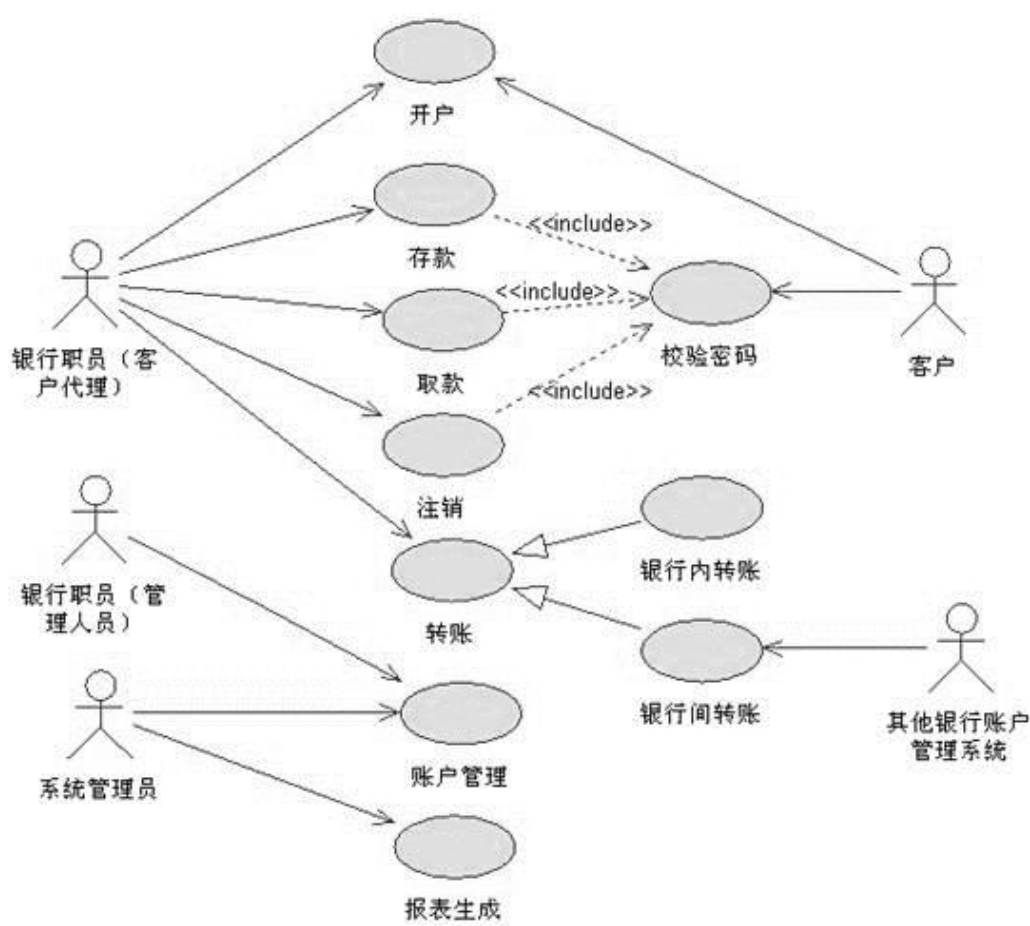 开户
<<include>>
存款
<<include>>
银行职员（客
户代理）
取款
校验密码
客户
<<include>>
注销
银行内转账
银行职员（管
理人员）
转账
银行间转账
其他银行账户
管理系统
账户管理
系统管理员
报表生成